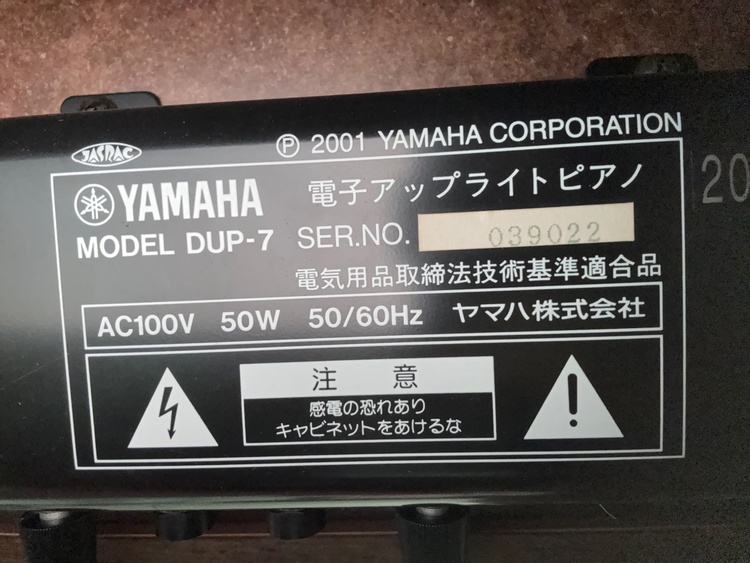 JASRAC
Ⓟ 2001 YAMAHA CORPORATION
YAMAHA 電子アップライトピアノ
MODEL DUP-7 SER.NO. 039022
電気用品取締法技術基準適合品
AC100V 50W 50/60Hz ヤマハ株式会社
注 意
感電の恐れあり
キャビネットをあけるな
20